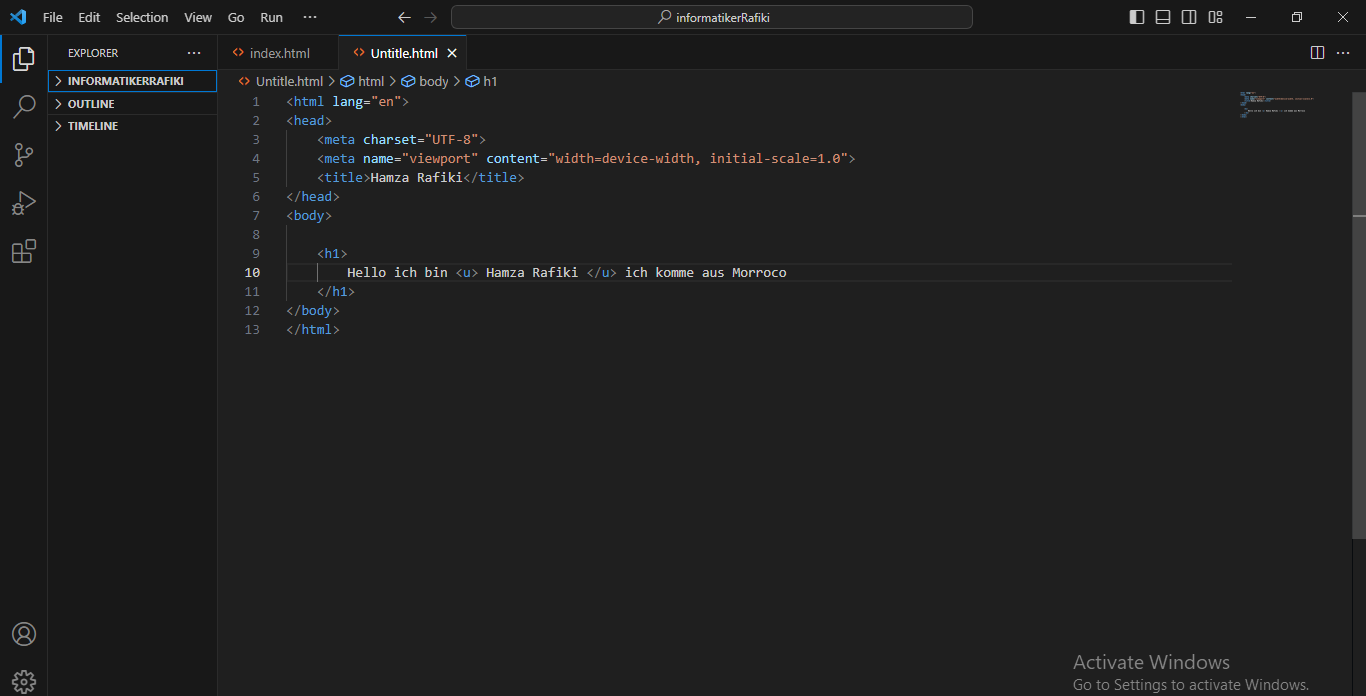 File Edit Selection View Go Run ···
informatikerRafiki
EXPLORER ···
INFORMATIKERRAFIKI
OUTLINE
TIMELINE
index.html
Untitle.html
Untitle.html > html > body > h1
1 <html lang="en">
2 <head>
3 <meta charset="UTF-8">
4 <meta name="viewport" content="width=device-width, initial-scale=1.0">
5 <title>Hamza Rafiki</title>
6 </head>
7 <body>
8
9 <h1>
10 Hello ich bin <u> Hamza Rafiki </u> ich komme aus Morroco
11 </h1>
12 </body>
13 </html>
Activate Windows
Go to Settings to activate Windows.